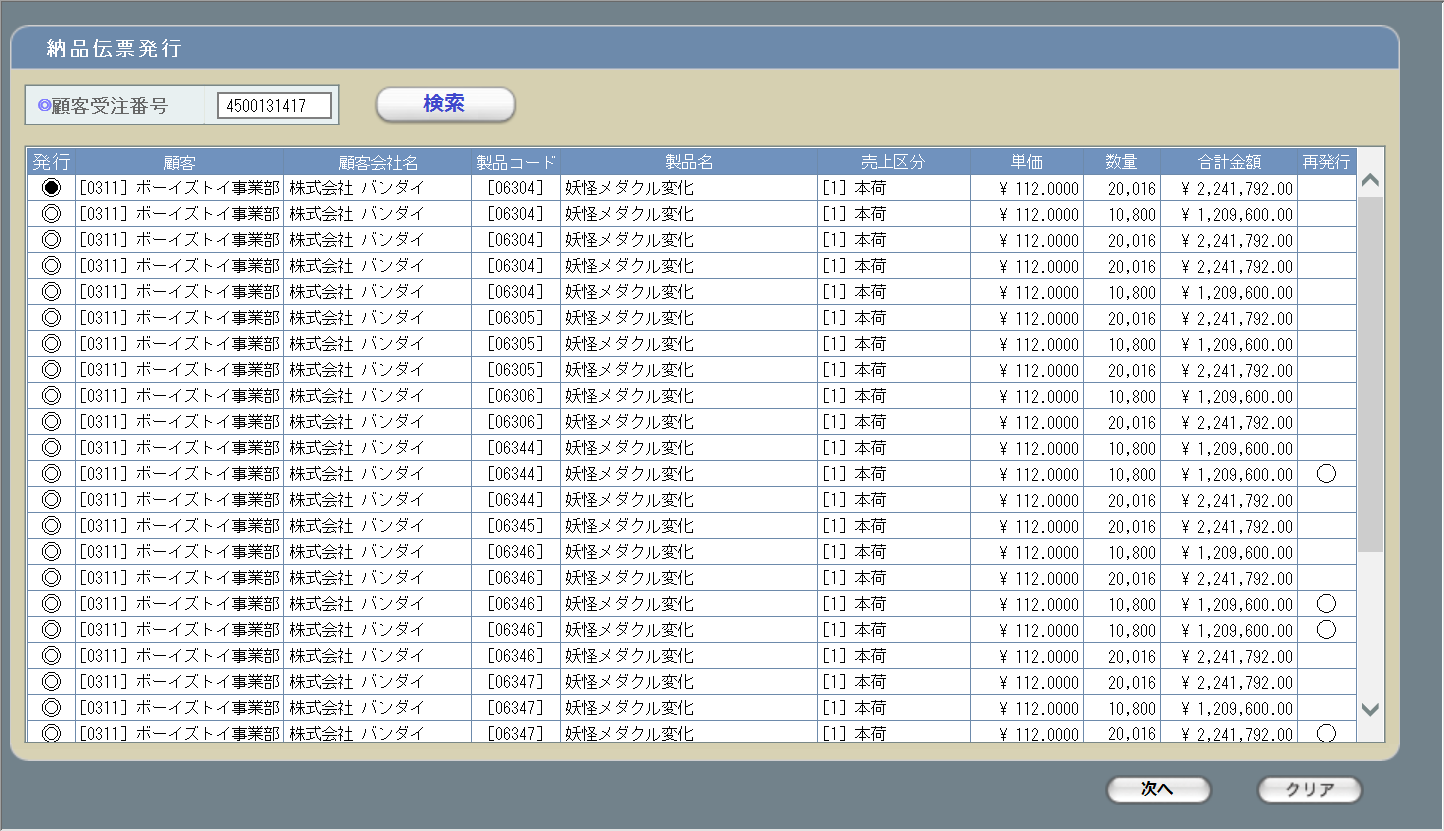 納品伝票発行
◎顧客受注番号 4500131417 検索
発行 顧客 顧客会社名 製品コード 製品名 売上区分 単価 数量 合計金額 再発行
● [0311] ボーイズトイ事業部 株式会社 バンダイ [06304] 妖怪メダクル変化 [1] 本荷 ¥ 112.0000 20,016 ¥ 2,241,792.00
◎ [0311] ボーイズトイ事業部 株式会社 バンダイ [06304] 妖怪メダクル変化 [1] 本荷 ¥ 112.0000 10,800 ¥ 1,209,600.00
◎ [0311] ボーイズトイ事業部 株式会社 バンダイ [06304] 妖怪メダクル変化 [1] 本荷 ¥ 112.0000 20,016 ¥ 2,241,792.00
◎ [0311] ボーイズトイ事業部 株式会社 バンダイ [06304] 妖怪メダクル変化 [1] 本荷 ¥ 112.0000 20,016 ¥ 2,241,792.00
◎ [0311] ボーイズトイ事業部 株式会社 バンダイ [06304] 妖怪メダクル変化 [1] 本荷 ¥ 112.0000 10,800 ¥ 1,209,600.00
◎ [0311] ボーイズトイ事業部 株式会社 バンダイ [06305] 妖怪メダクル変化 [1] 本荷 ¥ 112.0000 20,016 ¥ 2,241,792.00
◎ [0311] ボーイズトイ事業部 株式会社 バンダイ [06305] 妖怪メダクル変化 [1] 本荷 ¥ 112.0000 10,800 ¥ 1,209,600.00
◎ [0311] ボーイズトイ事業部 株式会社 バンダイ [06305] 妖怪メダクル変化 [1] 本荷 ¥ 112.0000 20,016 ¥ 2,241,792.00
◎ [0311] ボーイズトイ事業部 株式会社 バンダイ [06306] 妖怪メダクル変化 [1] 本荷 ¥ 112.0000 10,800 ¥ 1,209,600.00
◎ [0311] ボーイズトイ事業部 株式会社 バンダイ [06306] 妖怪メダクル変化 [1] 本荷 ¥ 112.0000 20,016 ¥ 2,241,792.00
◎ [0311] ボーイズトイ事業部 株式会社 バンダイ [06344] 妖怪メダクル変化 [1] 本荷 ¥ 112.0000 10,800 ¥ 1,209,600.00
◎ [0311] ボーイズトイ事業部 株式会社 バンダイ [06344] 妖怪メダクル変化 [1] 本荷 ¥ 112.0000 10,800 ¥ 1,209,600.00 ○
◎ [0311] ボーイズトイ事業部 株式会社 バンダイ [06344] 妖怪メダクル変化 [1] 本荷 ¥ 112.0000 20,016 ¥ 2,241,792.00
◎ [0311] ボーイズトイ事業部 株式会社 バンダイ [06345] 妖怪メダクル変化 [1] 本荷 ¥ 112.0000 20,016 ¥ 2,241,792.00
◎ [0311] ボーイズトイ事業部 株式会社 バンダイ [06346] 妖怪メダクル変化 [1] 本荷 ¥ 112.0000 10,800 ¥ 1,209,600.00
◎ [0311] ボーイズトイ事業部 株式会社 バンダイ [06346] 妖怪メダクル変化 [1] 本荷 ¥ 112.0000 20,016 ¥ 2,241,792.00
◎ [0311] ボーイズトイ事業部 株式会社 バンダイ [06346] 妖怪メダクル変化 [1] 本荷 ¥ 112.0000 10,800 ¥ 1,209,600.00 ○
◎ [0311] ボーイズトイ事業部 株式会社 バンダイ [06346] 妖怪メダクル変化 [1] 本荷 ¥ 112.0000 10,800 ¥ 1,209,600.00 ○
◎ [0311] ボーイズトイ事業部 株式会社 バンダイ [06346] 妖怪メダクル変化 [1] 本荷 ¥ 112.0000 20,016 ¥ 2,241,792.00
◎ [0311] ボーイズトイ事業部 株式会社 バンダイ [06347] 妖怪メダクル変化 [1] 本荷 ¥ 112.0000 20,016 ¥ 2,241,792.00
◎ [0311] ボーイズトイ事業部 株式会社 バンダイ [06347] 妖怪メダクル変化 [1] 本荷 ¥ 112.0000 10,800 ¥ 1,209,600.00
◎ [0311] ボーイズトイ事業部 株式会社 バンダイ [06347] 妖怪メダクル変化 [1] 本荷 ¥ 112.0000 20,016 ¥ 2,241,792.00 ○
次へ クリア